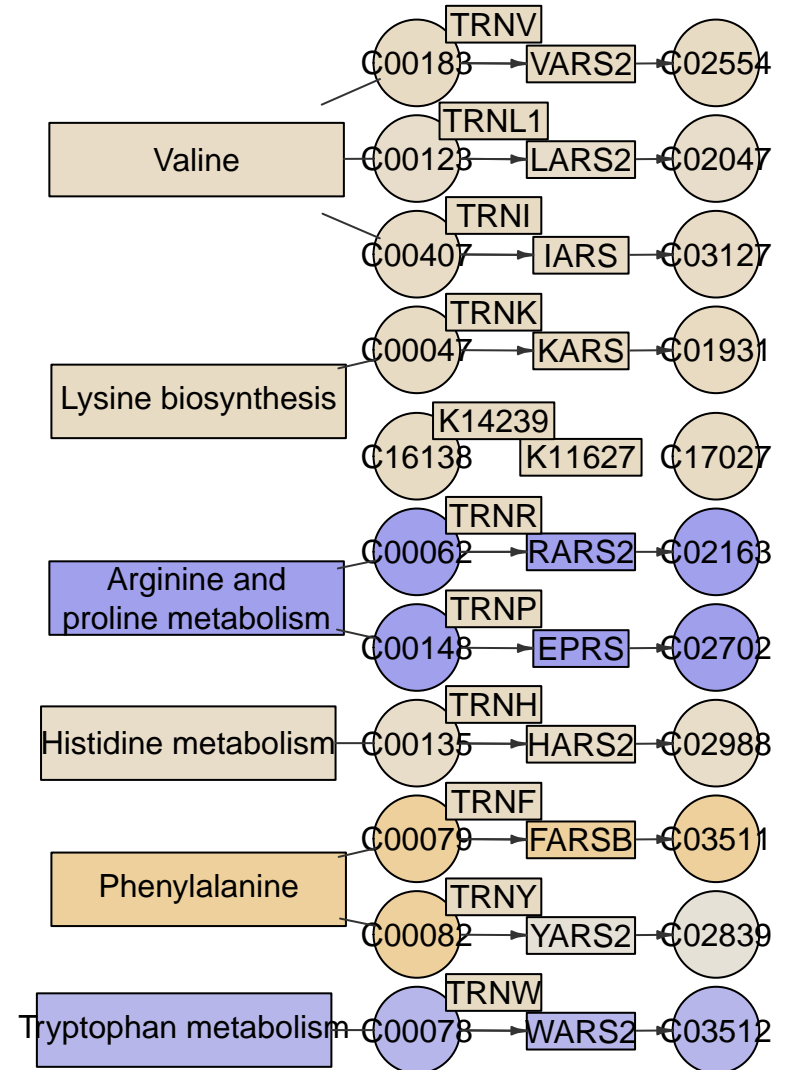 TRNV
C00183
VARS2
C02554
TRNL1
Valine
C00123
LARS2
C02047
TRNI
C00407
IARS
C03127
TRNK
C00047
KARS
C01931
Lysine biosynthesis
K14239
C16138
K11627
C17027
TRNR
C00062
RARS2
C02163
Arginine and
proline metabolism
TRNP
C00148
EPRS
C02702
TRNH
Histidine metabolism
C00135
HARS2
C02988
TRNF
C00079
FARSB
C03511
Phenylalanine
TRNY
C00082
YARS2
C02839
TRNW
Tryptophan metabolism
C00078
WARS2
C03512